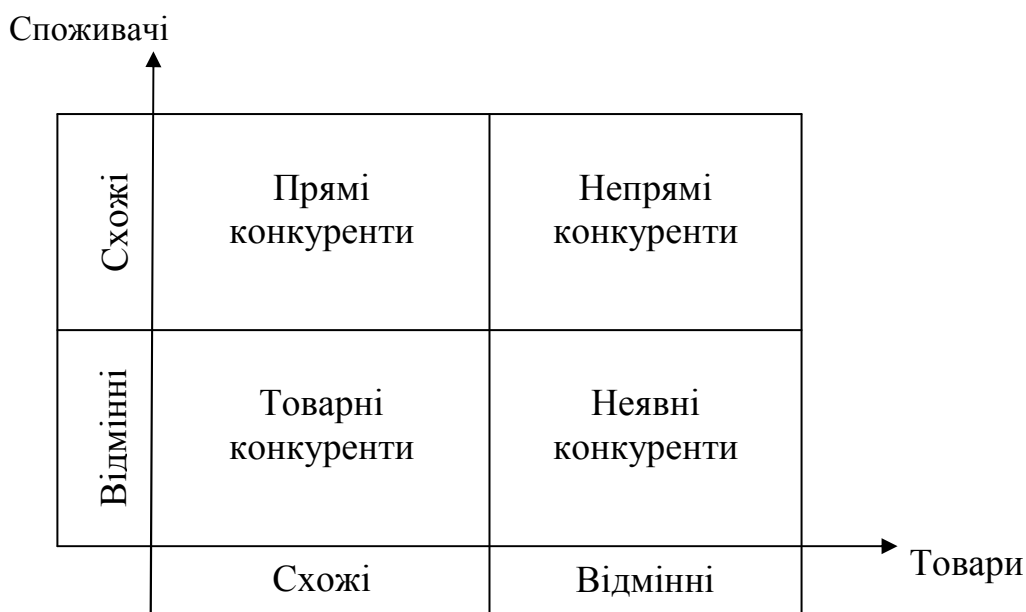 Споживачі
Схожі
Прямі
конкуренти
Непрямі
конкуренти
Відмінні
Товарні
конкуренти
Неявні
конкуренти
Товари
Схожі
Відмінні